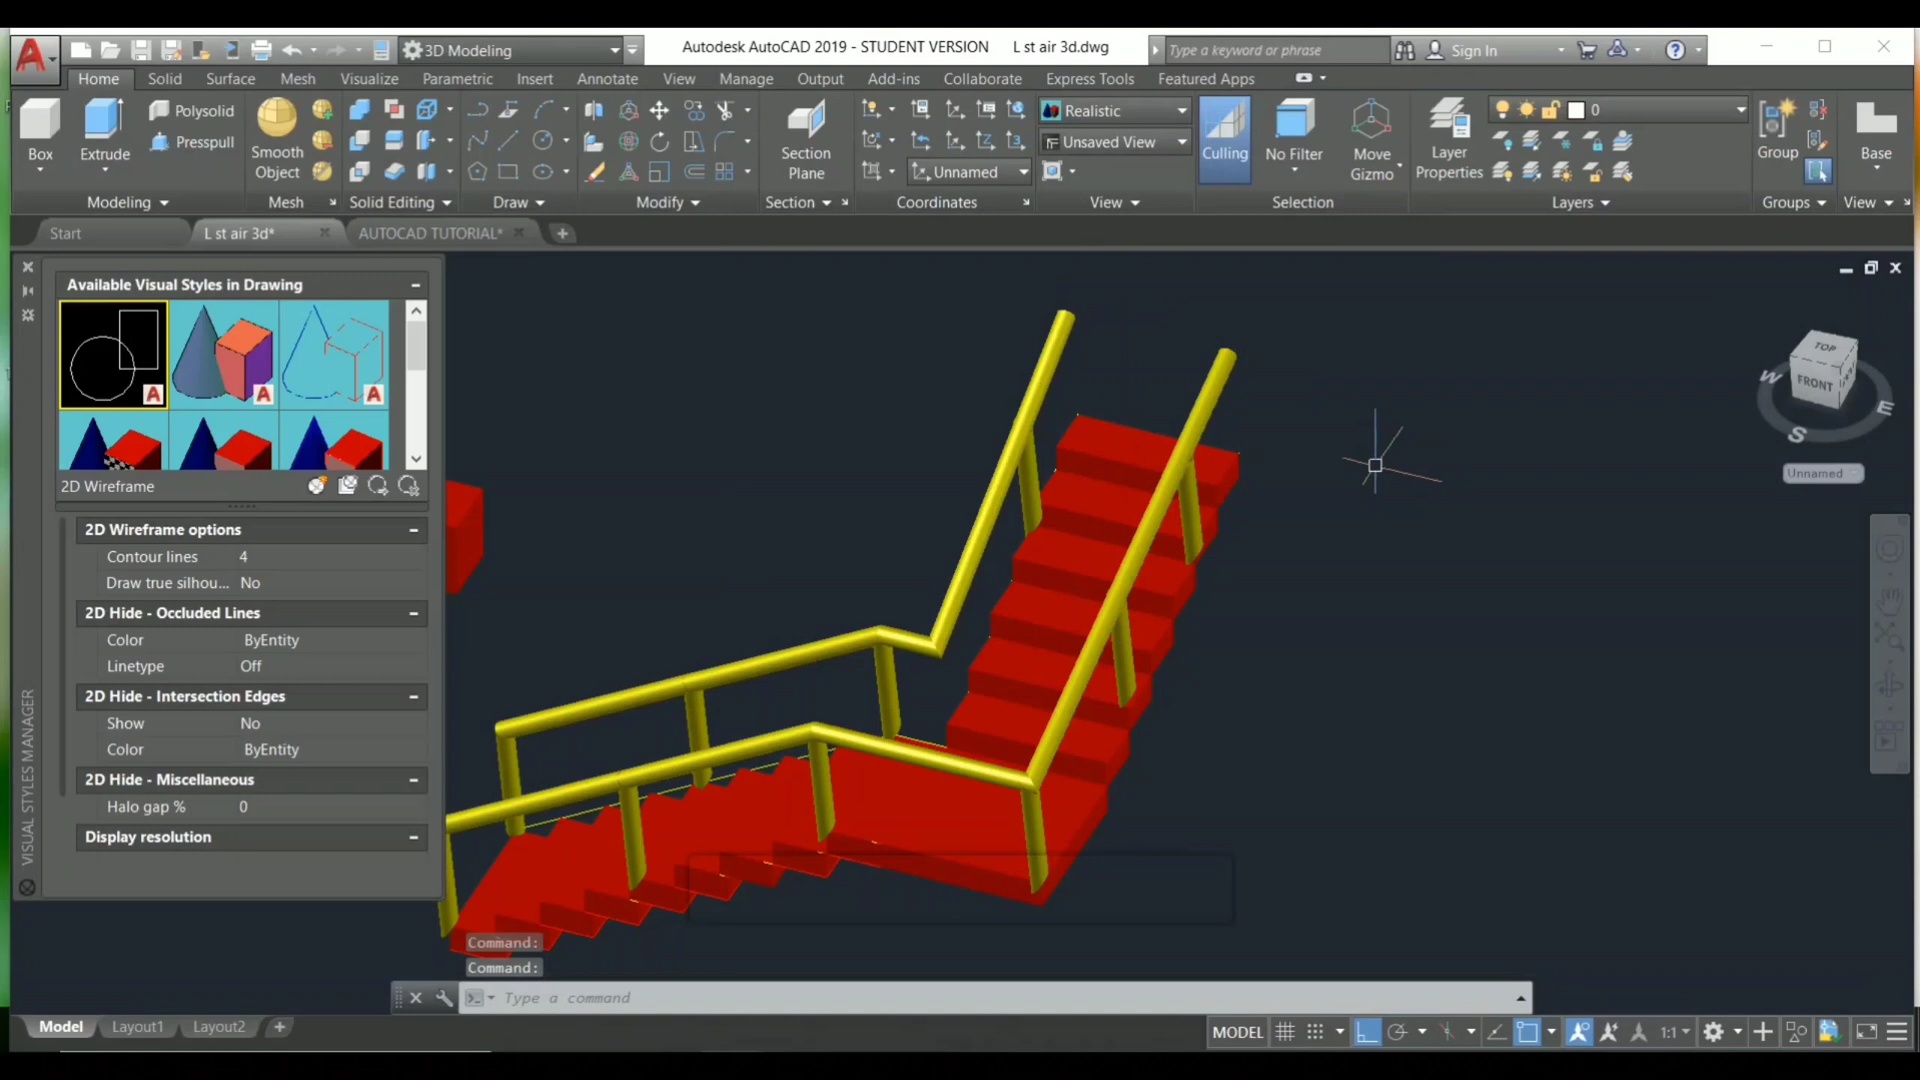 3D Modeling
Autodesk AutoCAD 2019 - STUDENT VERSION L st air 3d.dwg
Type a keyword or phrase
Sign In
Home Solid Surface Mesh Visualize Parametric Insert Annotate View Manage Output Add-ins Collaborate Express Tools Featured Apps
Box
Extrude
Polysolid
Presspull
Smooth
Object
Section
Plane
Unnamed
Realistic
Unsaved View
Culling
No Filter
Move
Gizmo
Layer
Properties
0
Group
Base
Modeling Mesh Solid Editing Draw Modify Section Coordinates View Selection Layers Groups View
Start L st air 3d* AUTOCAD TUTORIAL*
Available Visual Styles in Drawing
2D Wireframe
2D Wireframe options
Contour lines 4
Draw true silhou... No
2D Hide - Occluded Lines
Color ByEntity
Linetype Off
2D Hide - Intersection Edges
Show No
Color ByEntity
2D Hide - Miscellaneous
Halo gap % 0
Display resolution
VISUAL STYLES MANAGER
TOP
FRONT
W
S
E
Unnamed
Command:
Command:
Type a command
Model Layout1 Layout2
MODEL
1:1